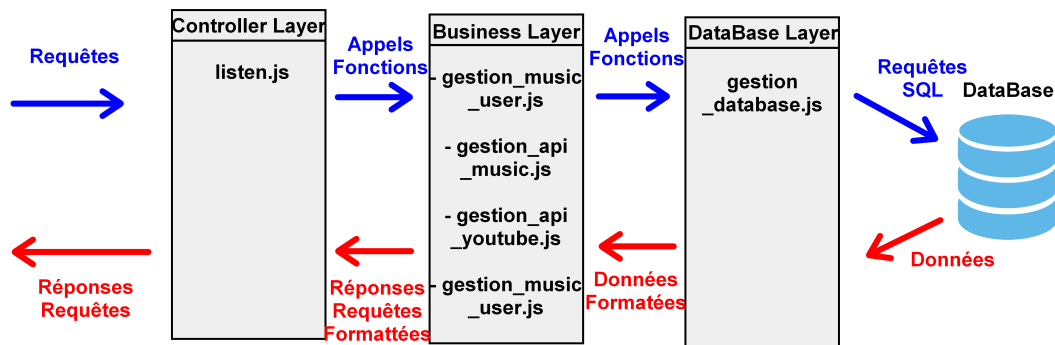 Controller Layer
Business Layer
DataBase Layer
Requêtes
listen.js
Appels
Fonctions
- gestion_music
_user.js
- gestion_api
_music.js
- gestion_api
_youtube.js
- gestion_music
_user.js
Appels
Fonctions
gestion
_database.js
Requêtes
SQL
DataBase
Réponses
Requêtes
Réponses
Requêtes
Formattées
Données
Formatées
Données